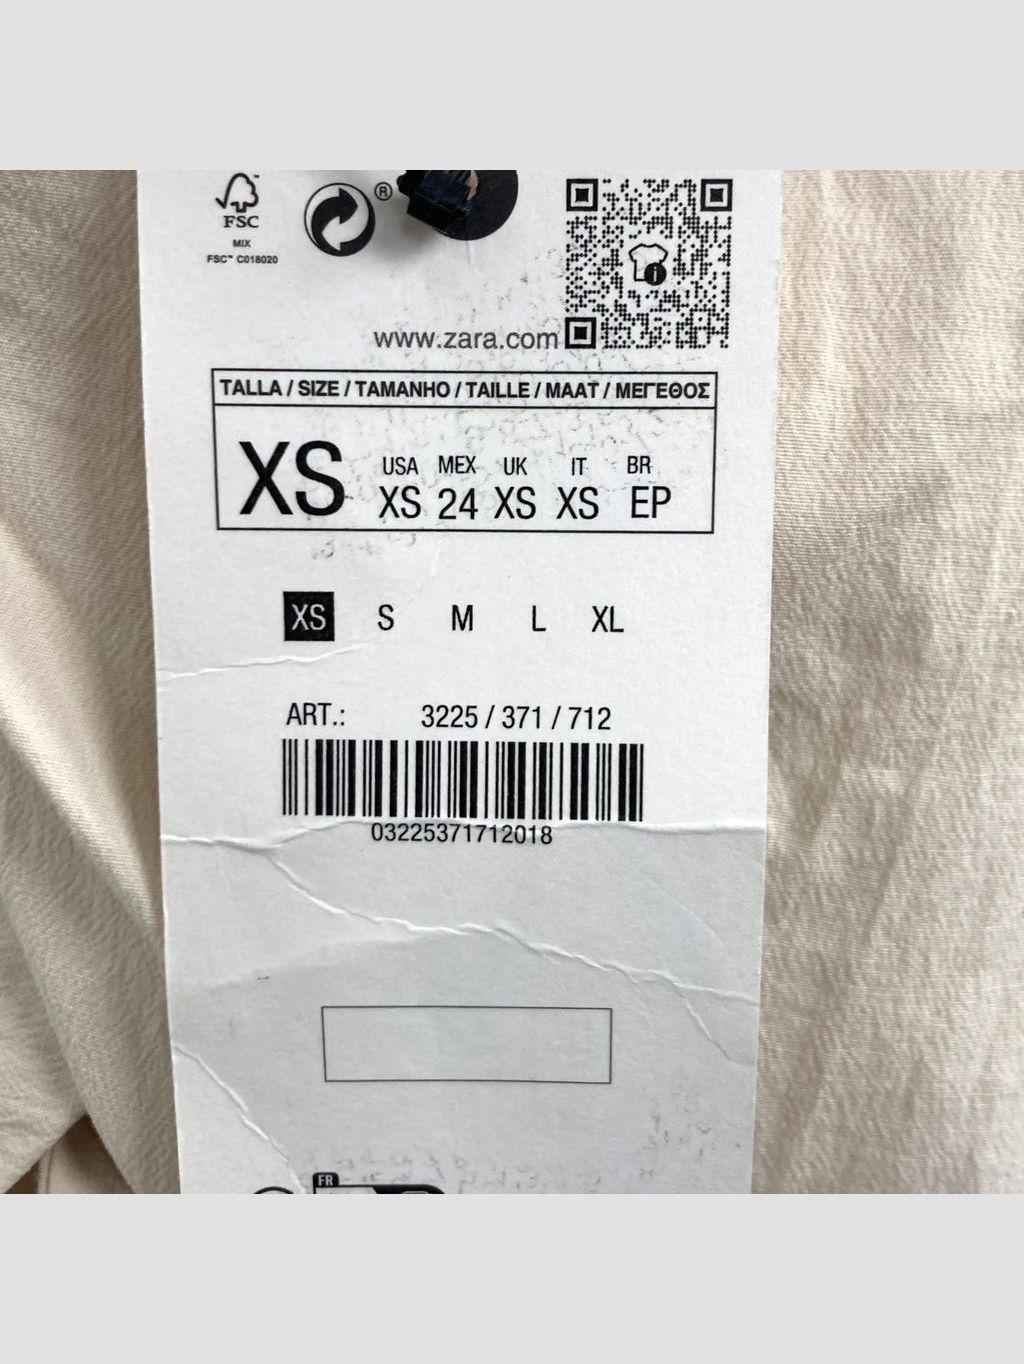 FSC
MIX
FSC™ C018020
®
www.zara.com
TALLA / SIZE / TAMANHO / TAILLE / MAAT / ΜΕΓΕΘΟΣ
XS
USA MEX UK IT BR
XS 24 XS XS EP
XS S M L XL
ART.: 3225 / 371 / 712
03225371712018
FR